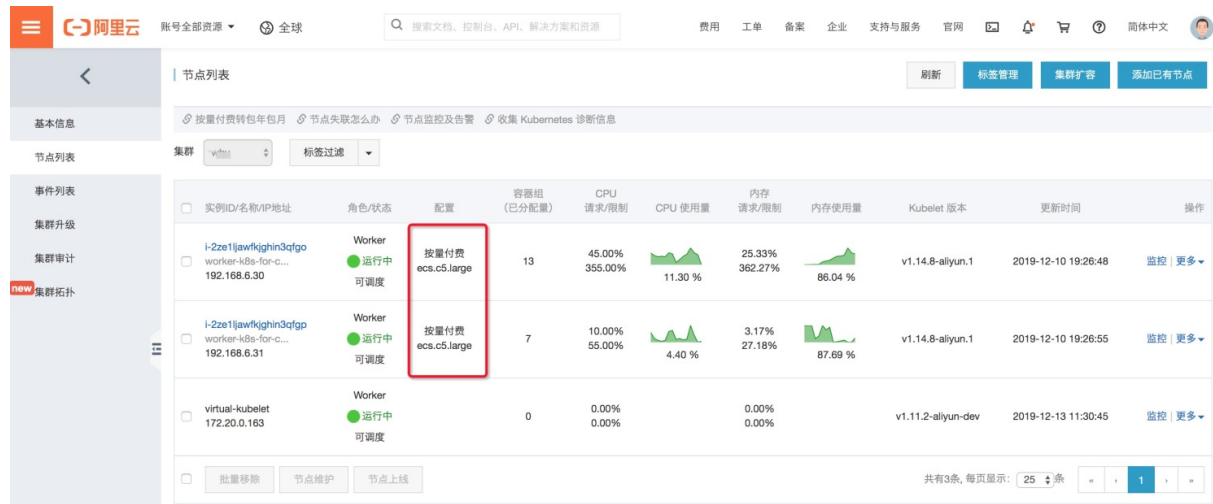 阿里云 账号全部资源 全球 搜索文档、控制台、API、解决方案和资源 费用 工单 备案 企业 支持与服务 官网 简体中文
节点列表 刷新 标签管理 集群扩容 添加已有节点
按量付费转包年包月 节点失联怎么办 节点监控及告警 收集 Kubernetes 诊断信息
集群 标签过滤
基本信息
节点列表
事件列表
集群升级
集群审计
new 集群拓扑
实例ID/名称/IP地址 角色/状态 配置 容器组 (已分配量) CPU 请求/限制 CPU 使用量 内存 请求/限制 内存使用量 Kubelet 版本 更新时间 操作
i-2ze1ljawfkjghin3qfgo Worker
worker-k8s-for-c... 运行中 按量付费 13 45.00% 25.33% v1.14.8-aliyun.1 2019-12-10 19:26:48 监控 更多
192.168.6.30 可调度 ecs.c5.large 355.00% 11.30 % 362.27% 86.04 %
i-2ze1ljawfkjghin3qfgp Worker
worker-k8s-for-c... 运行中 按量付费 7 10.00% 3.17% v1.14.8-aliyun.1 2019-12-10 19:26:55 监控 更多
192.168.6.31 可调度 ecs.c5.large 55.00% 4.40 % 27.18% 87.69 %
virtual-kubelet Worker 0.00% 0.00%
172.20.0.163 运行中 0 0.00% 0.00% v1.11.2-aliyun-dev 2019-12-13 11:30:45 监控 更多
可调度
批量移除 节点维护 节点上线 共有3条, 每页显示: 25 条 « ‹ 1 › »